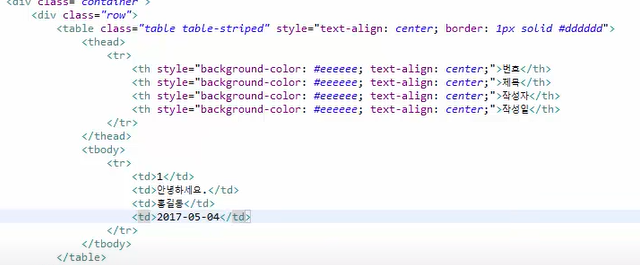 <div class="container">
<div class="row">
<table class="table table-striped" style="text-align: center; border: 1px solid #dddddd">
<thead>
<tr>
<th style="background-color: #eeeeee; text-align: center;">번호</th>
<th style="background-color: #eeeeee; text-align: center;">제목</th>
<th style="background-color: #eeeeee; text-align: center;">작성자</th>
<th style="background-color: #eeeeee; text-align: center;">작성일</th>
</tr>
</thead>
<tbody>
<tr>
<td>1</td>
<td>안녕하세요.</td>
<td>홍길동</td>
<td>2017-05-04</td>
</tr>
</tbody>
</table>